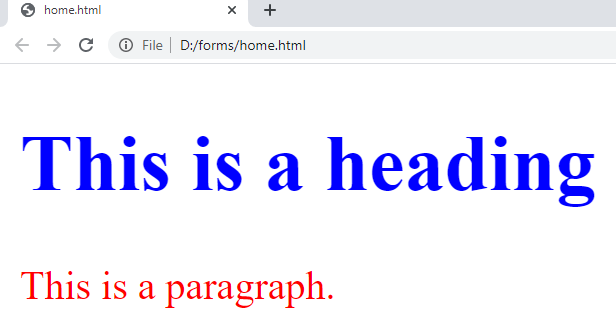 home.html
File D:/forms/home.html
This is a heading
This is a paragraph.